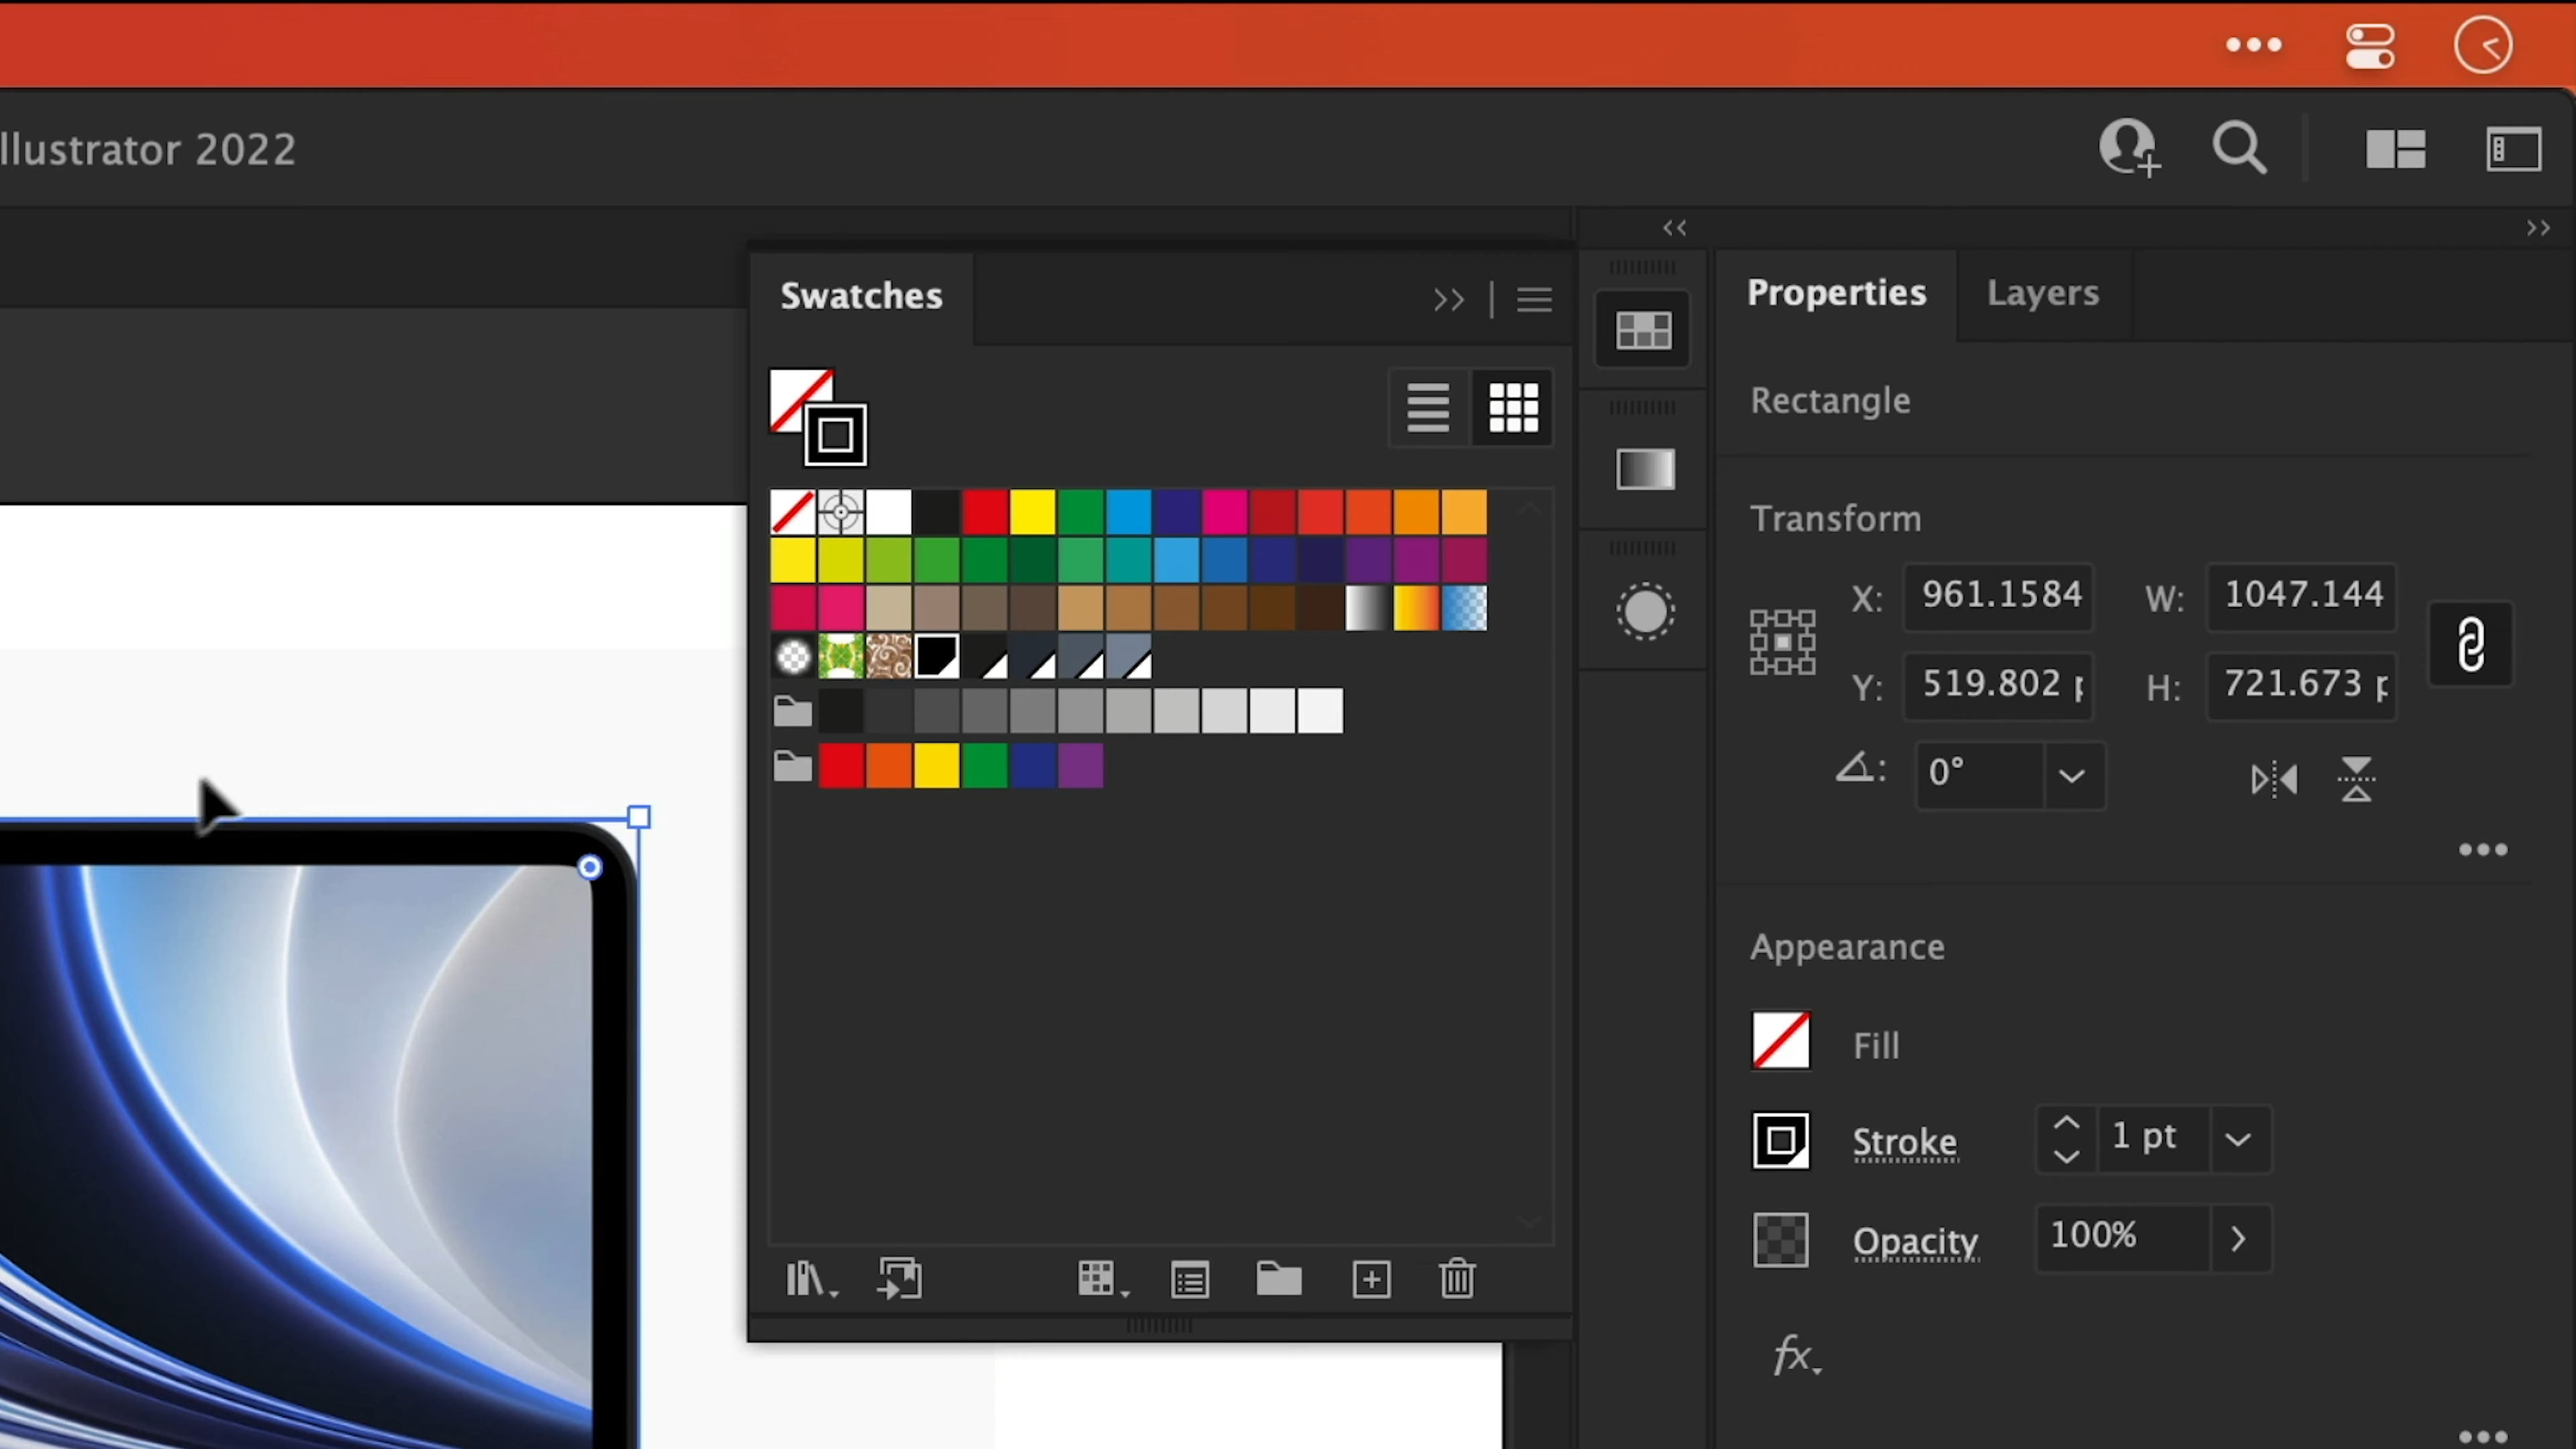 llustrator 2022
Swatches
Properties
Layers
Rectangle
Transform
X: 961.1584
W: 1047.144
Y: 519.802 p
H: 721.673 p
0°
Appearance
Fill
Stroke
1 pt
Opacity
100%
fx